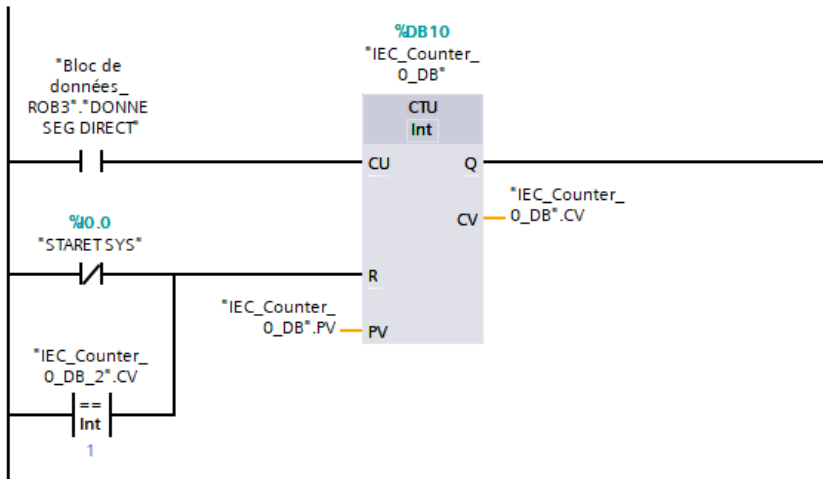 %DB10
"IEC_Counter_
0_DB"
CTU
Int
"Bloc de
données_
ROB3"."DONNE
SEG DIRECT"
CU
Q
"IEC_Counter_
0_DB".CV
CV
%I0.0
"STARET SYS"
R
"IEC_Counter_
0_DB".PV
PV
"IEC_Counter_
0_DB_2".CV
==
Int
1